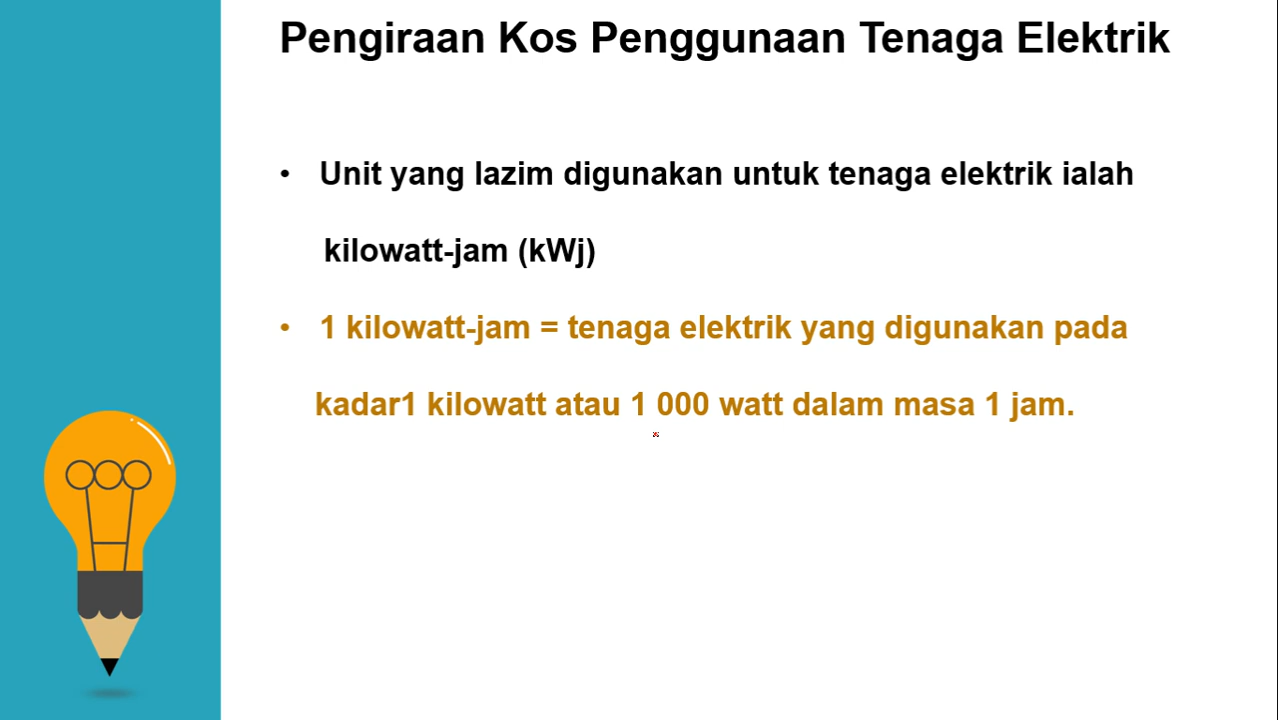 Pengiraan Kos Penggunaan Tenaga Elektrik
• Unit yang lazim digunakan untuk tenaga elektrik ialah
kilowatt-jam (kWj)
• 1 kilowatt-jam = tenaga elektrik yang digunakan pada
kadar1 kilowatt atau 1 000 watt dalam masa 1 jam.